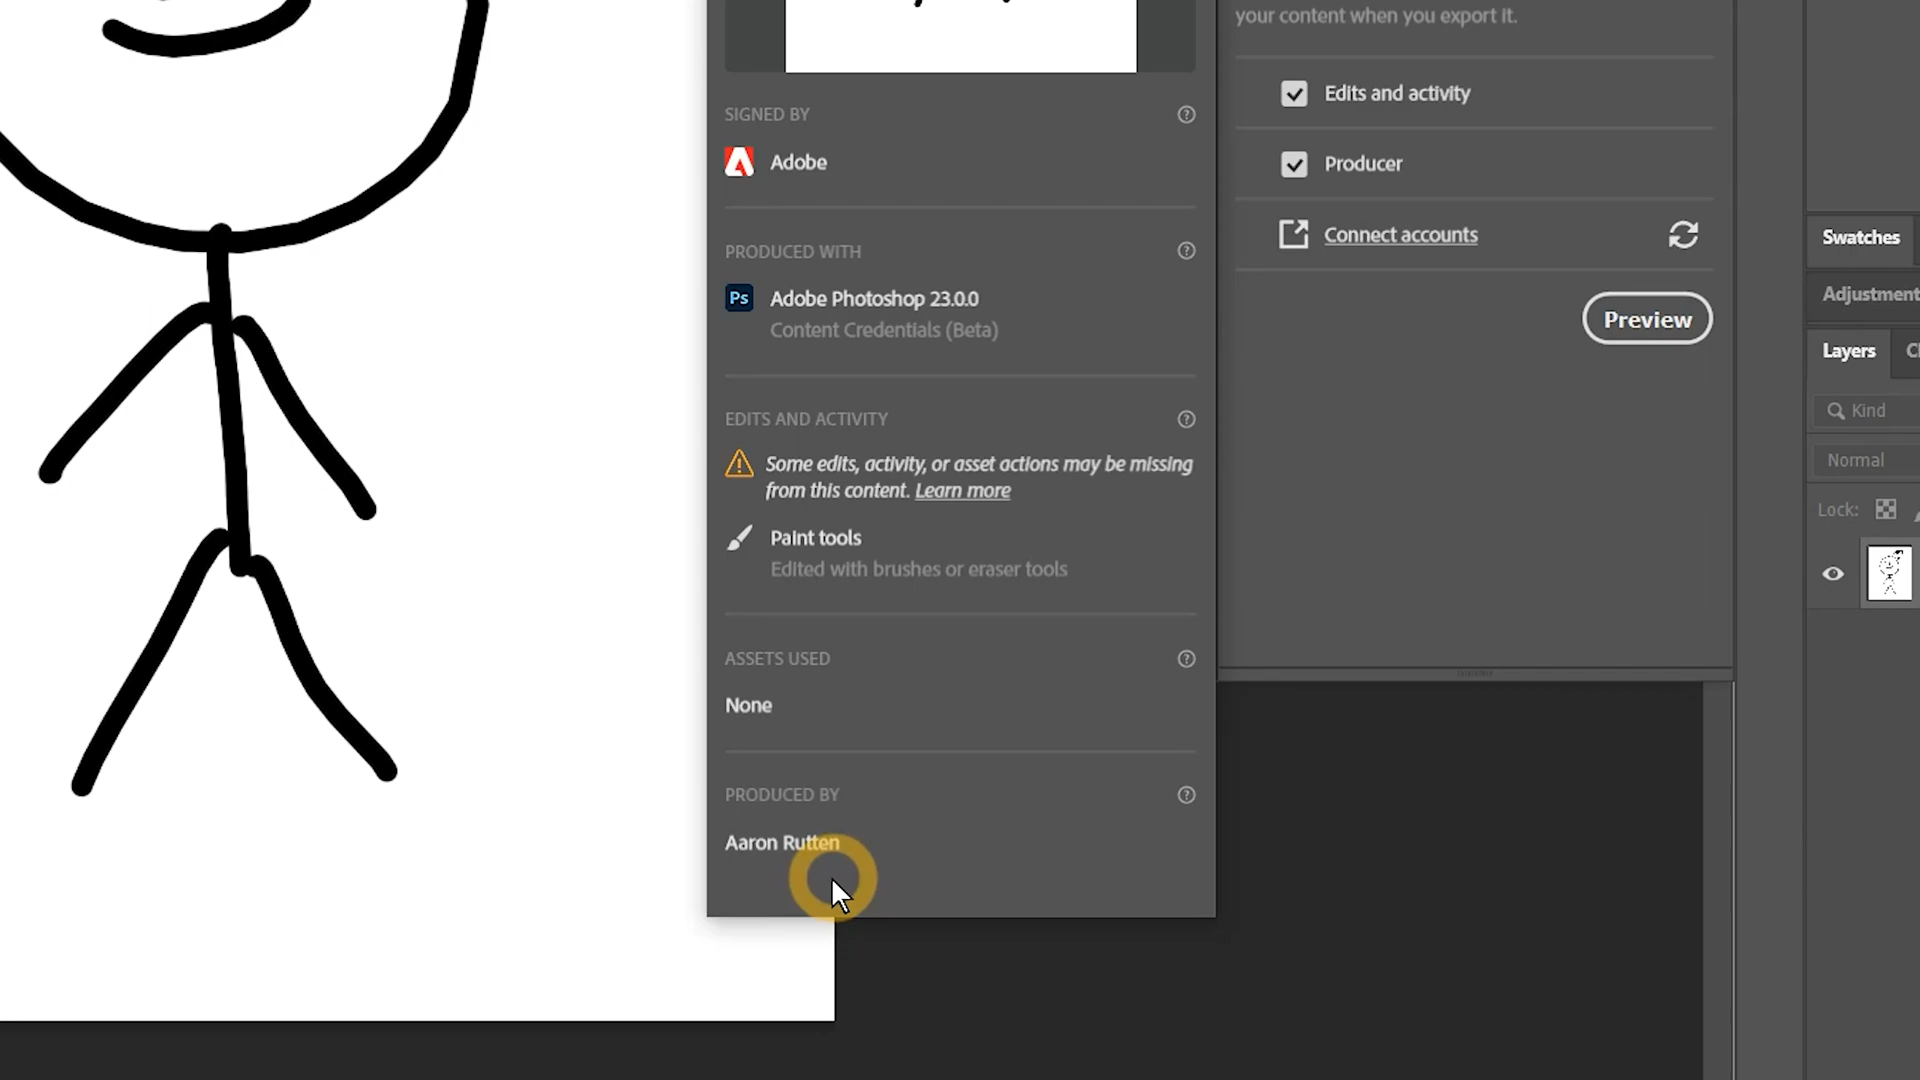 your content when you export it.
Edits and activity
Producer
Connect accounts
Preview
SIGNED BY
Adobe
PRODUCED WITH
Ps
Adobe Photoshop 23.0.0
Content Credentials (Beta)
EDITS AND ACTIVITY
Some edits, activity, or asset actions may be missing
from this content. Learn more
Paint tools
Edited with brushes or eraser tools
ASSETS USED
None
PRODUCED BY
Aaron Rutten
Swatches
Adjustment
Layers
Kind
Normal
Lock: